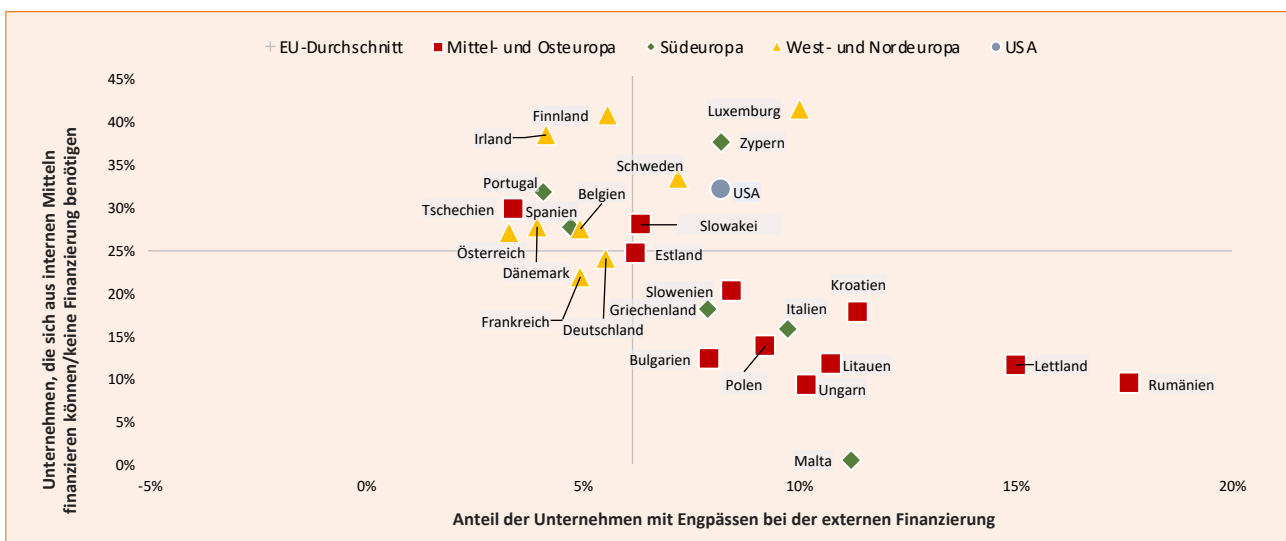 EU-Durchschnitt Mittel- und Osteuropa Südeuropa West- und Nordeuropa USA
Unternehmen, die sich aus internen Mitteln
finanzieren können/keine Finanzierung benötigen
45%
40%
35%
30%
25%
20%
15%
10%
5%
0%
Finnland
Luxemburg
Irland
Zypern
Schweden
Portugal
Belgien
USA
Tschechien
Spanien
Slowakei
Österreich
Estland
Dänemark
Slowenien
Kroatien
Griechenland
Italien
Frankreich
Deutschland
Bulgarien
Polen
Litauen
Lettland
Ungarn
Rumänien
Malta
-5% 0% 5% 10% 15% 20%
Anteil der Unternehmen mit Engpässen bei der externen Finanzierung